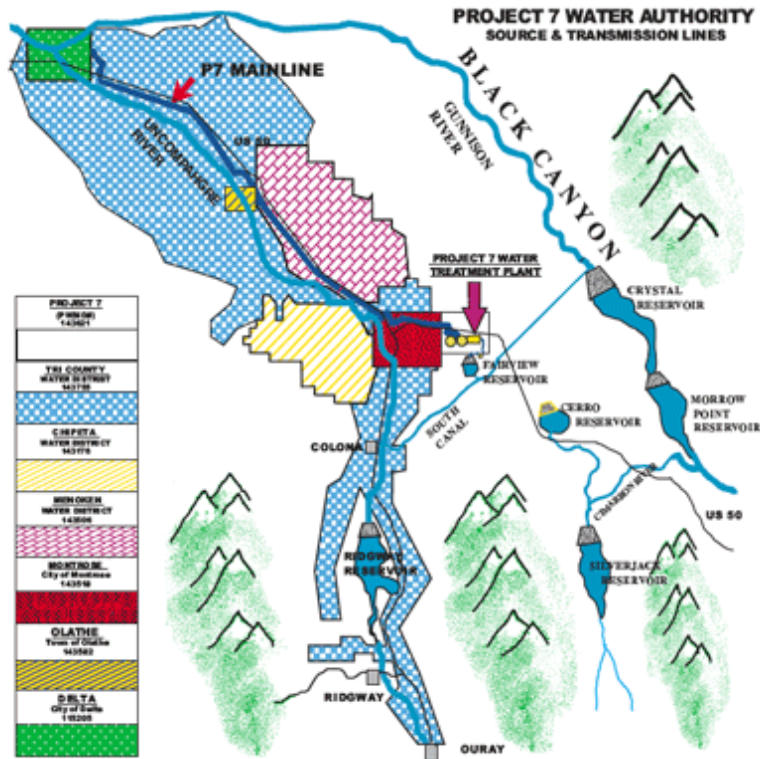 PROJECT 7 WATER AUTHORITY
SOURCE & TRANSMISSION LINES
P7 MAINLINE
BLACK CANYON
GUNNISON
RIVER
UNCOMPAHGRE
RIVER
US 50
PROJECT 7 WATER
TREATMENT PLANT
CRYSTAL
RESERVOIR
FAIRVIEW
RESERVOIR
CERRO
RESERVOIR
MORROW
POINT
RESERVOIR
SOUTH
CANAL
COLONA
CIMARRON RIVER
US 50
RIDGWAY
RESERVOIR
SILVERJACK
RESERVOIR
RIDGWAY
OURAY
PROJECT 7
TRI COUNTY
WATER DISTRICT
CHIPETA
WATER DISTRICT
MENOKEN
WATER DISTRICT
MONTROSE
City of Montrose
OLATHE
Town of Olathe
DELTA
City of Delta